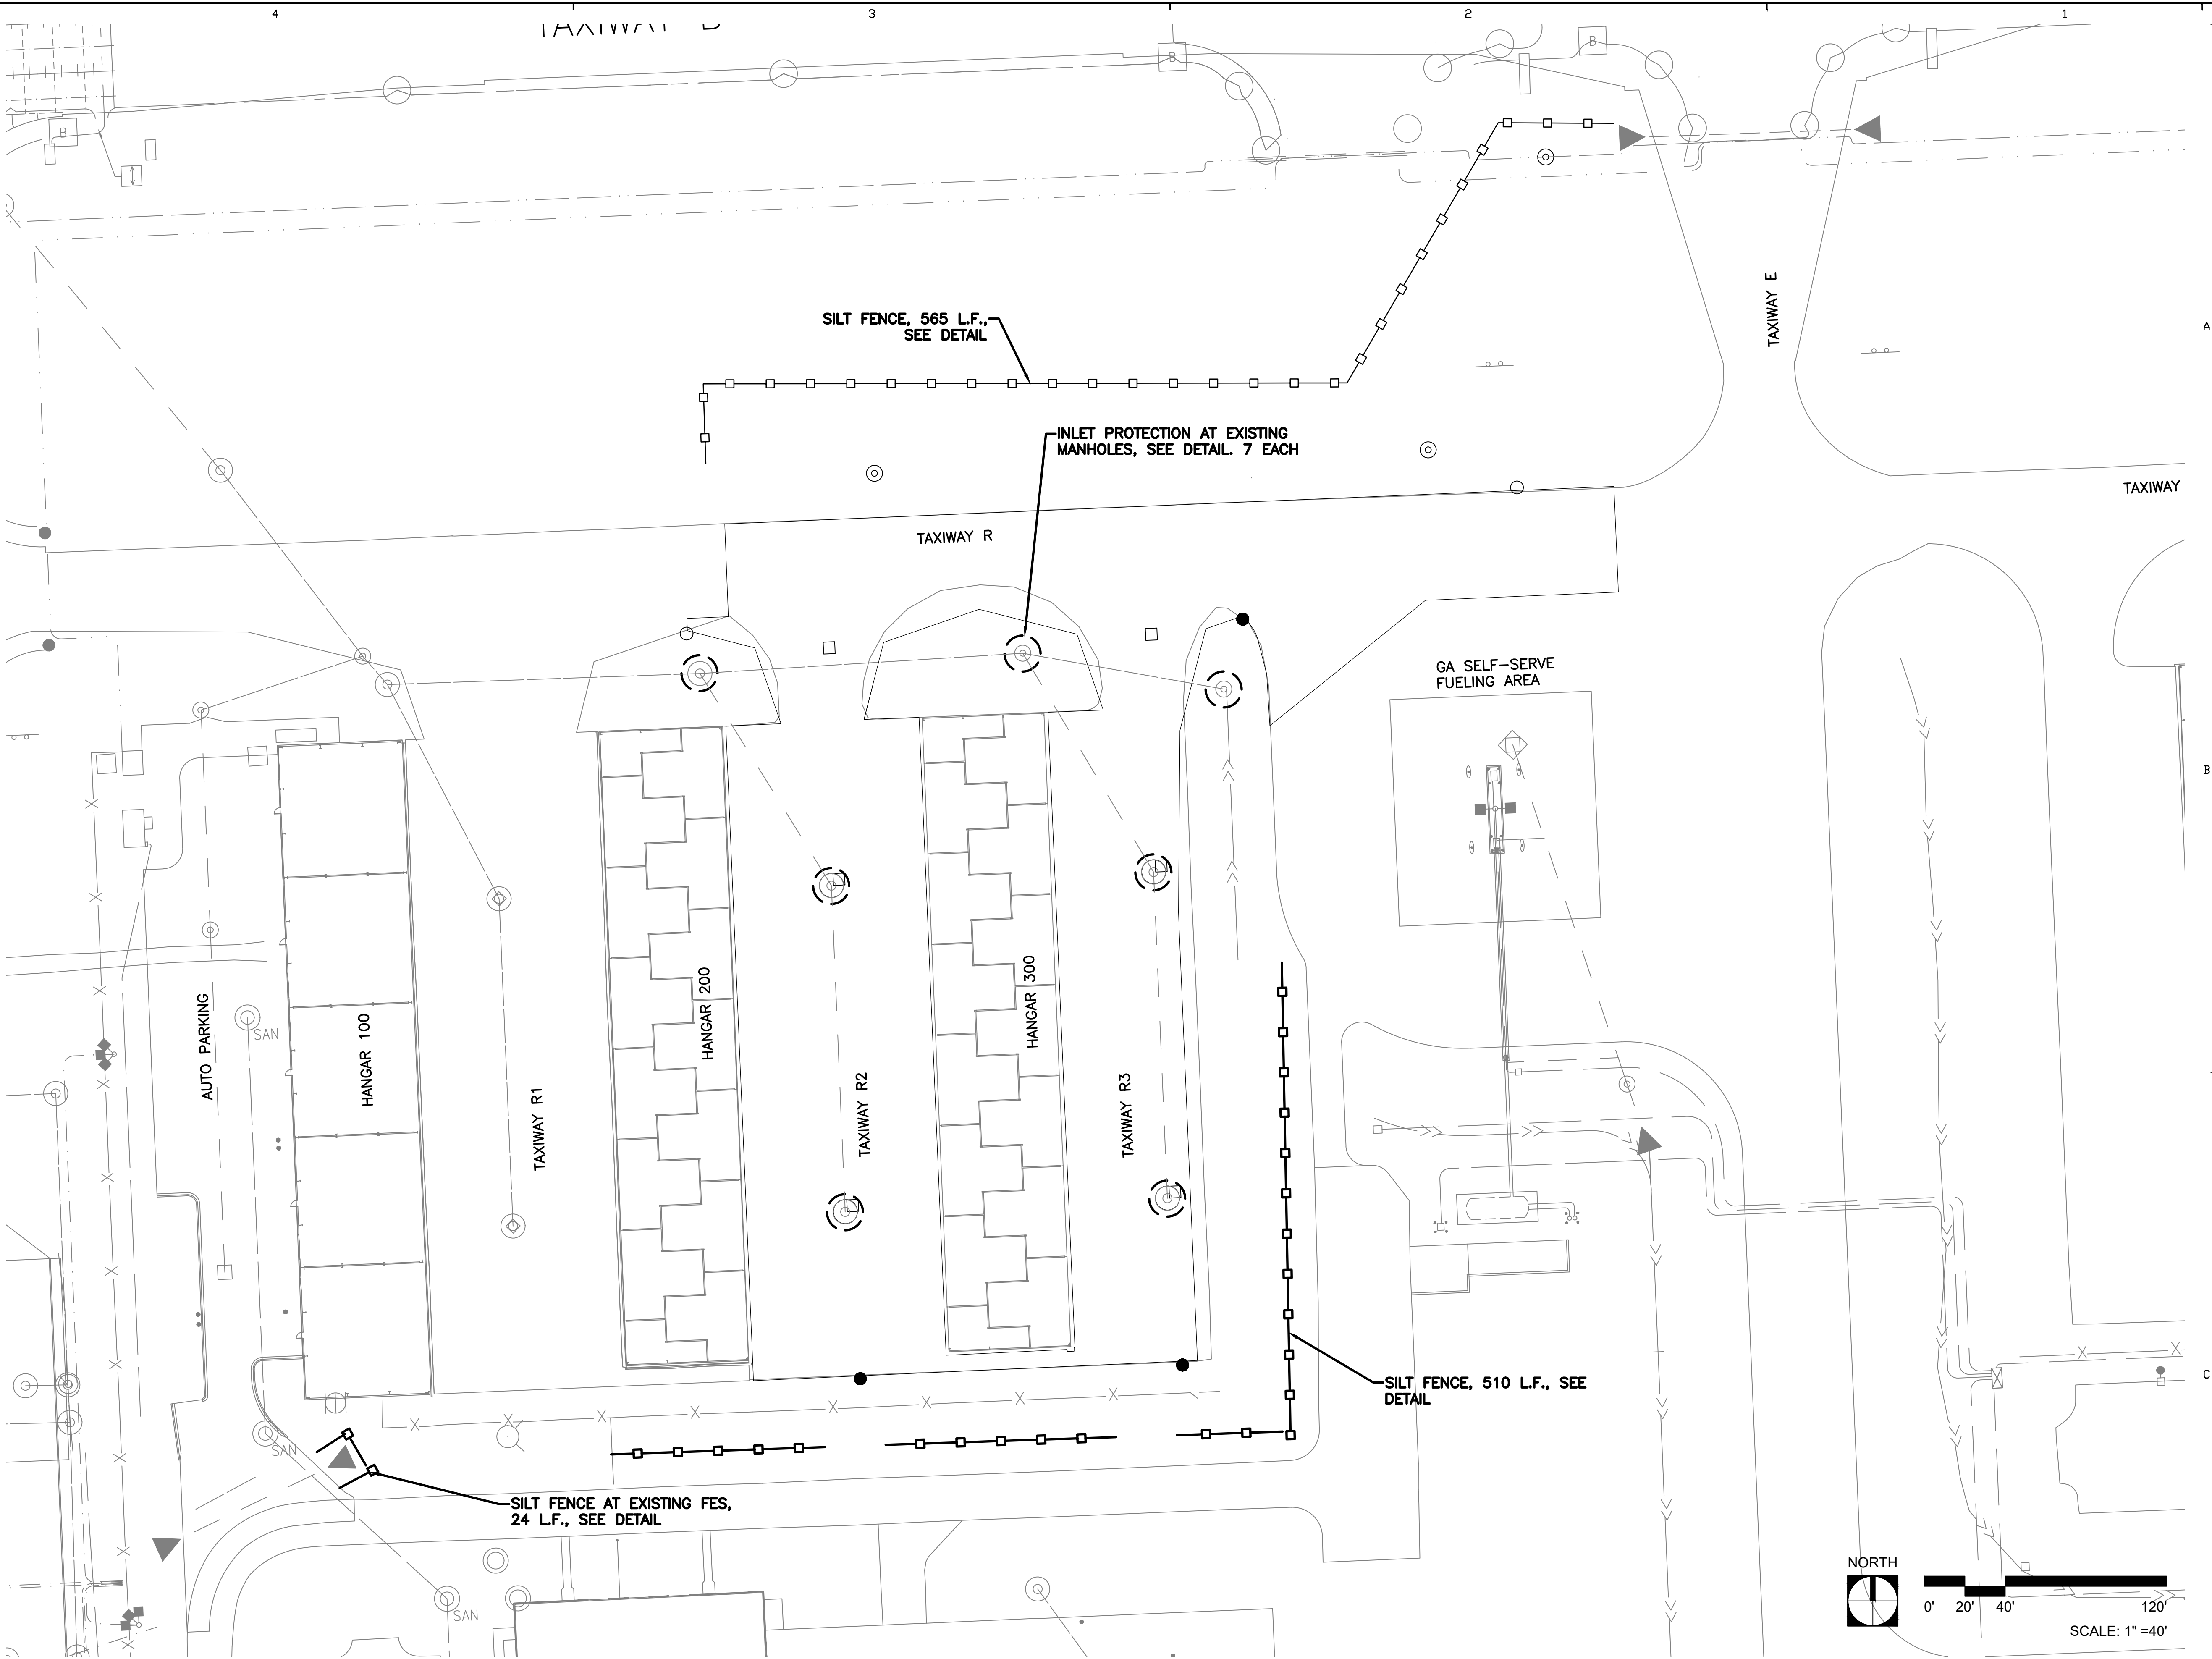 4
3
2
1
B
B
B
A
SILT FENCE, 565 L.F.,
SEE DETAIL
TAXIWAY E
INLET PROTECTION AT EXISTING
MANHOLES, SEE DETAIL. 7 EACH
TAXIWAY
TAXIWAY R
GA SELF-SERVE
FUELING AREA
B
HANGAR 200
HANGAR 300
AUTO PARKING
HANGAR 100
SAN
TAXIWAY R1
TAXIWAY R2
TAXIWAY R3
SILT FENCE, 510 L.F., SEE
DETAIL
C
SAN
SILT FENCE AT EXISTING FES,
24 L.F., SEE DETAIL
SAN
NORTH
0' 20' 40' 120'
SCALE: 1" =40'